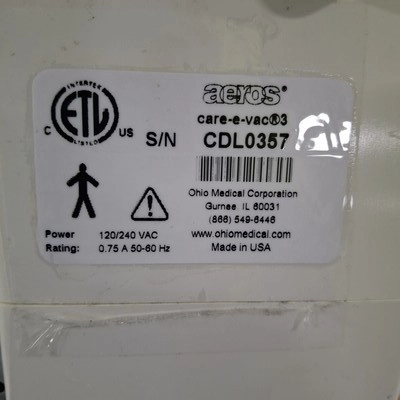 INTERTEK
ETL
LISTED
C US
aeros®
care-e-vac®3
S/N CDL0357
Ohio Medical Corporation
Gurnee IL 60031
(866) 549-6446
www.ohiomedical.com
Made in USA
Power 120/240 VAC
Rating: 0.75 A 50-60 Hz